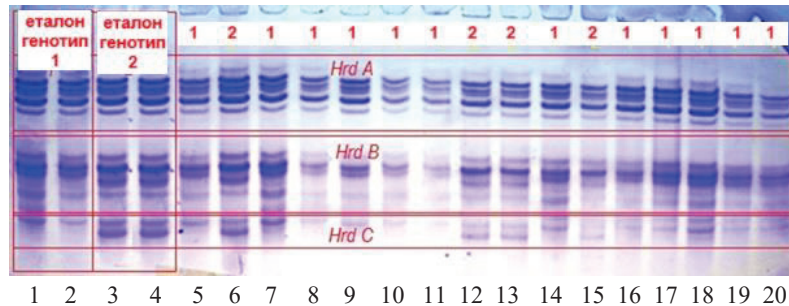 еталон
генотип
1
еталон
генотип
2
1 2 1 1 1 1 1 2 2 1 2 1 1 1 1 1
Hrd A
Hrd B
Hrd C
1 2 3 4 5 6 7 8 9 10 11 12 13 14 15 16 17 18 19 20